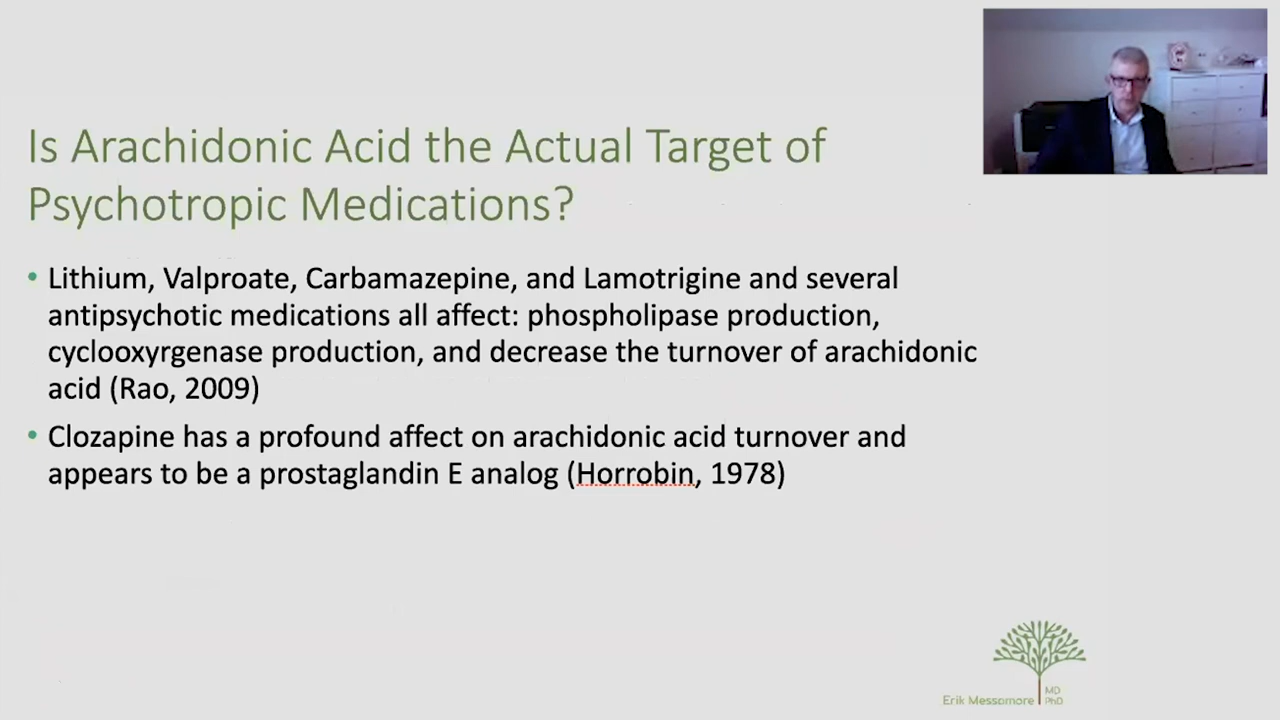 Is Arachidonic Acid the Actual Target of
Psychotropic Medications?
• Lithium, Valproate, Carbamazepine, and Lamotrigine and several
antipsychotic medications all affect: phospholipase production,
cyclooxyrgenase production, and decrease the turnover of arachidonic
acid (Rao, 2009)
• Clozapine has a profound affect on arachidonic acid turnover and
appears to be a prostaglandin E analog (Horrobin, 1978)
Erik Messamore
MD
PhD